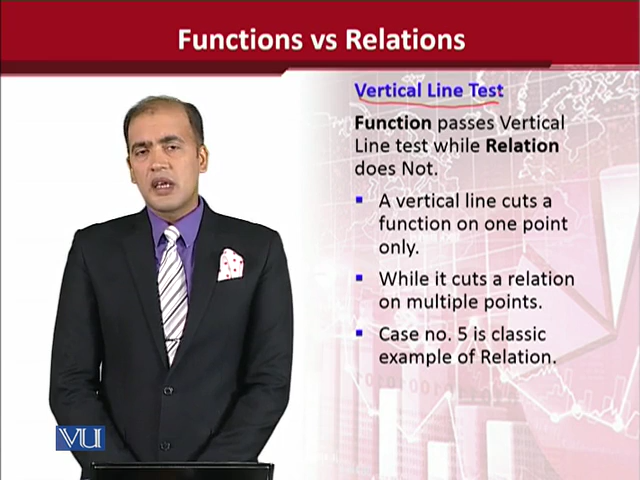 Functions vs Relations
Vertical Line Test
Function passes Vertical
Line test while Relation
does Not.
A vertical line cuts a
function on one point
only.
While it cuts a relation
on multiple points.
Case no. 5 is classic
example of Relation.
VU